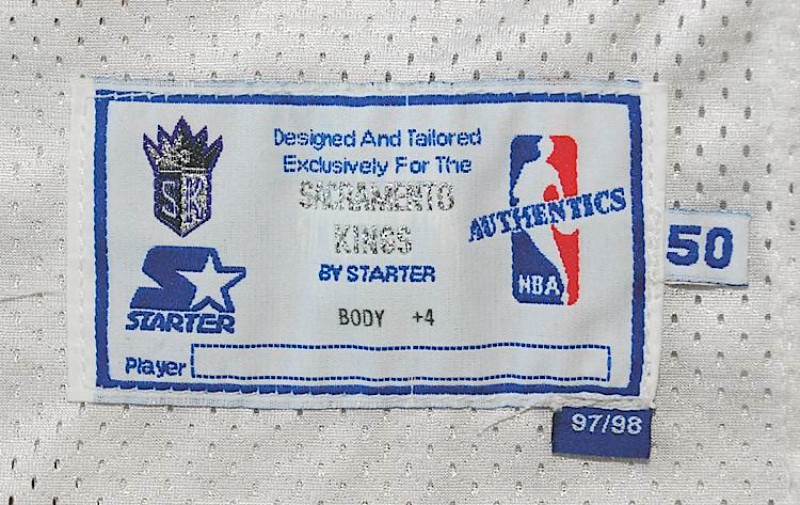 Designed And Tailored
Exclusively For The
SACRAMENTO
KINGS
BY STARTER
BODY +4
Player
SK
STARTER
AUTHENTICS
NBA
50
97/98